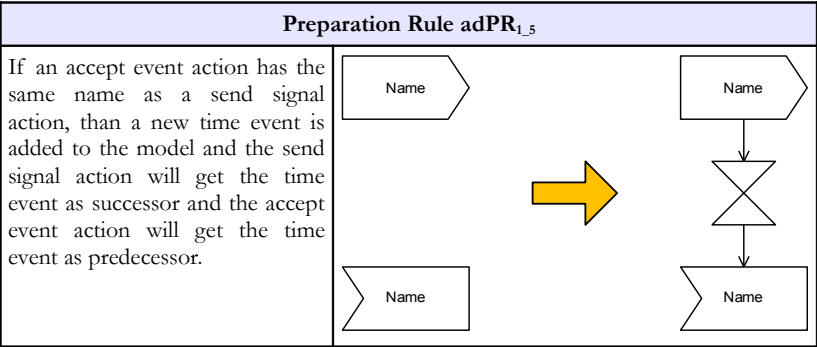 Preparation Rule adPR1_5
If an accept event action has the
same name as a send signal
action, than a new time event is
added to the model and the send
signal action will get the time
event as successor and the accept
event action will get the time
event as predecessor.
Name
Name
Name
Name